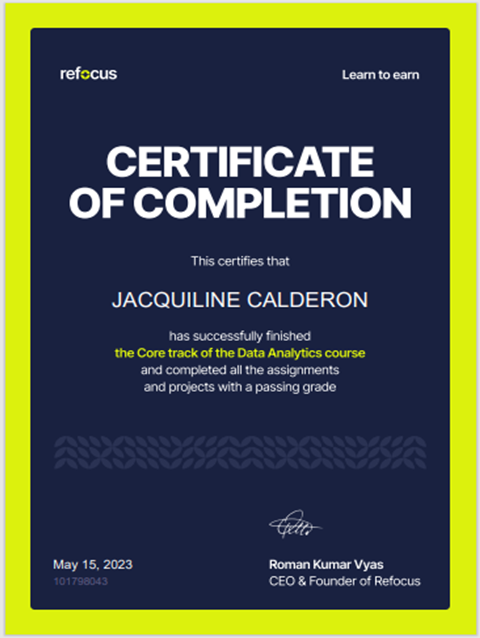 refocus
Learn to earn
CERTIFICATE
OF COMPLETION
This certifies that
JACQUILINE CALDERON
has successfully finished
the Core track of the Data Analytics course
and completed all the assignments
and projects with a passing grade
May 15, 2023
101798043
Roman Kumar Vyas
CEO & Founder of Refocus